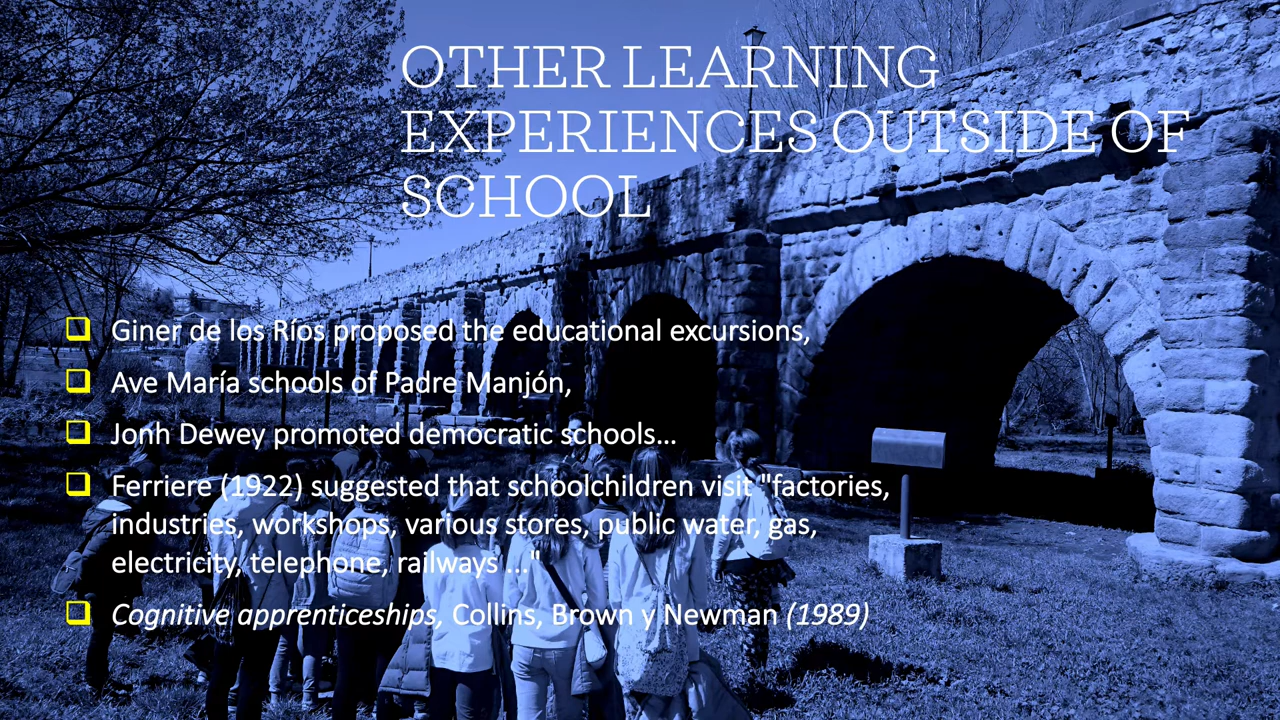 OTHER LEARNING
EXPERIENCES OUTSIDE OF
SCHOOL
Giner de los Ríos proposed the educational excursions,
Ave María schools of Padre Manjón,
Jonh Dewey promoted democratic schools...
Ferriere (1922) suggested that schoolchildren visit "factories,
industries, workshops, various stores, public water, gas,
electricity, telephone, railways ..."
Cognitive apprenticeships, Collins, Brown y Newman (1989)